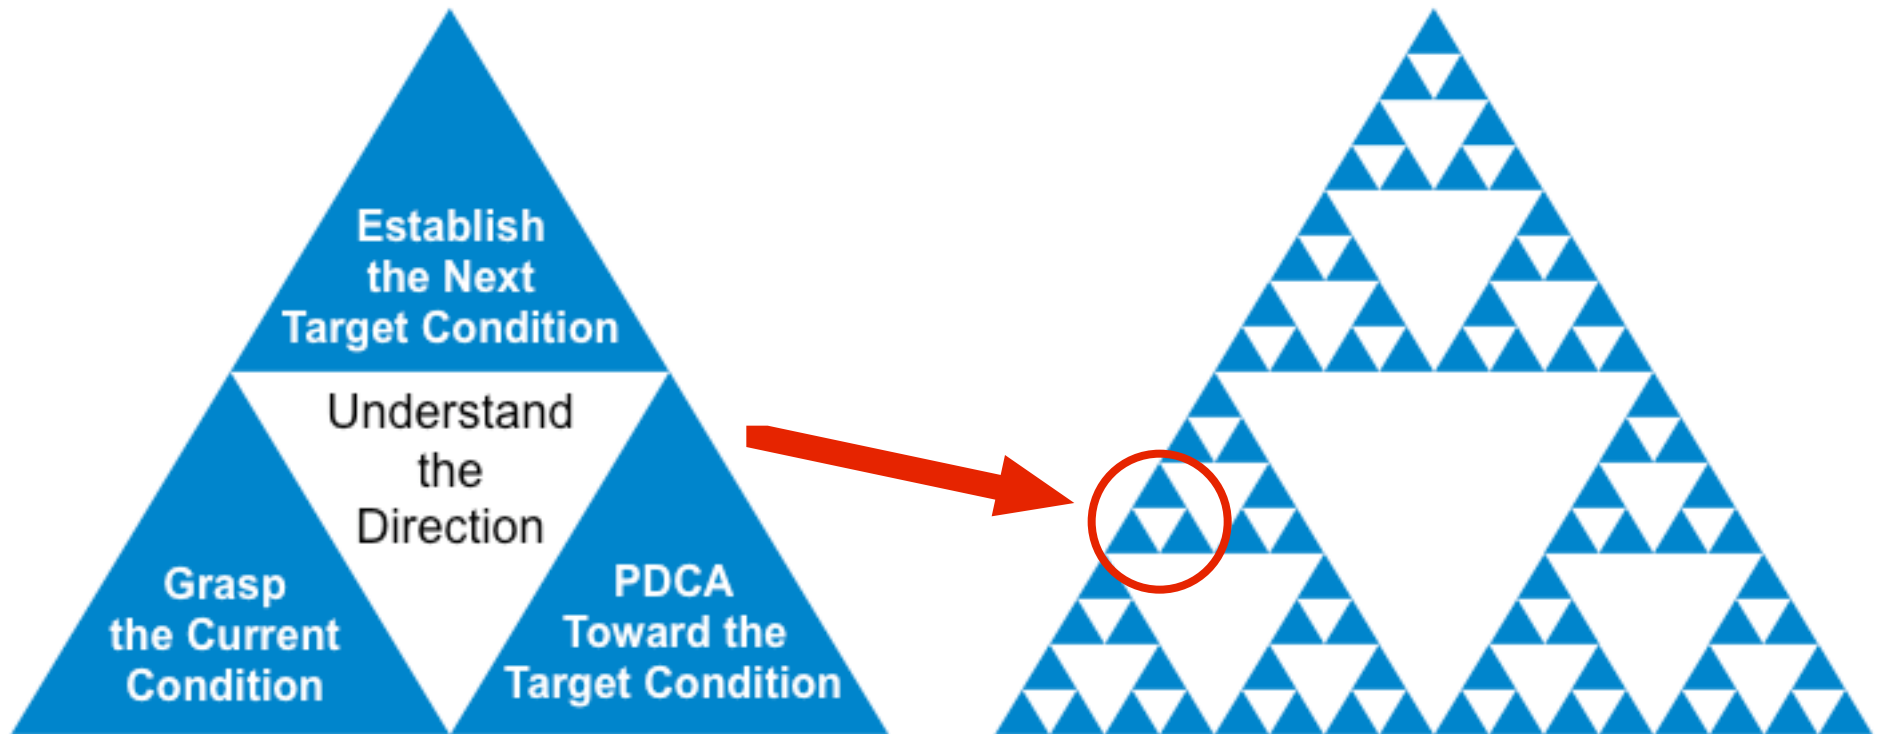 Establish
the Next
Target Condition
Understand
the
Direction
Grasp
the Current
Condition
PDCA
Toward the
Target Condition